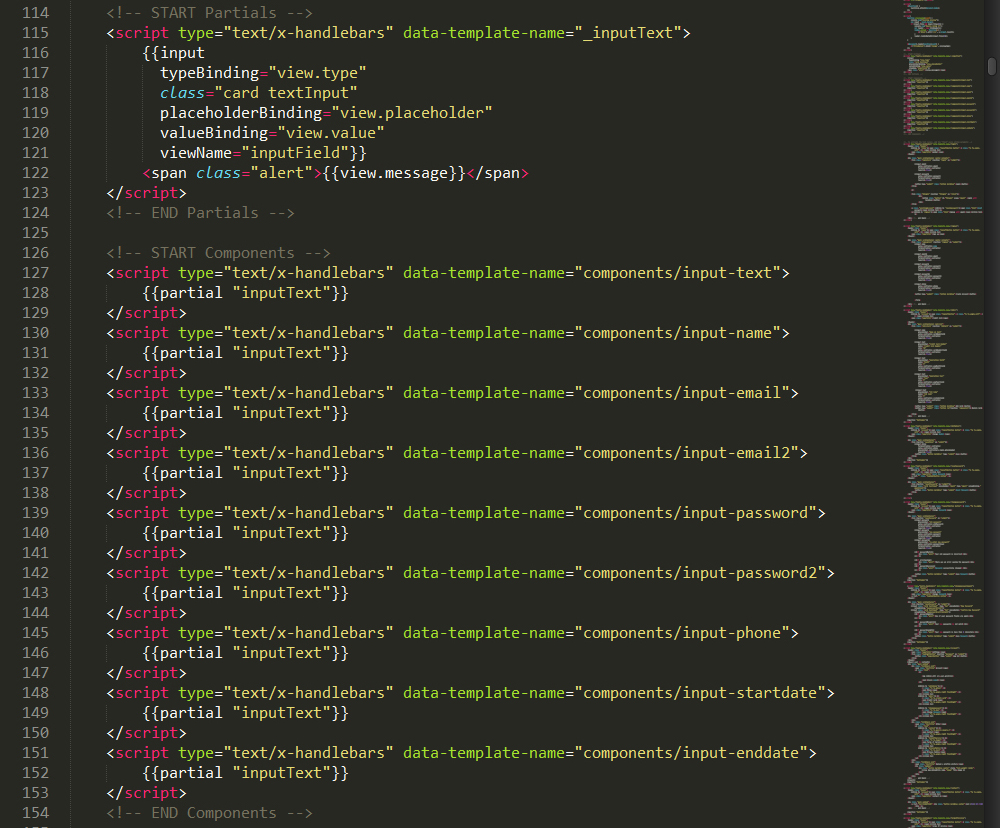 114 <!-- START Partials -->
115 <script type="text/x-handlebars" data-template-name="_inputText">
116 {{input
117 typeBinding="view.type"
118 class="card textInput"
119 placeholderBinding="view.placeholder"
120 valueBinding="view.value"
121 viewName="inputField"}}
122 <span class="alert">{{view.message}}</span>
123 </script>
124 <!-- END Partials -->
125
126 <!-- START Components -->
127 <script type="text/x-handlebars" data-template-name="components/input-text">
128 {{partial "inputText"}}
129 </script>
130 <script type="text/x-handlebars" data-template-name="components/input-name">
131 {{partial "inputText"}}
132 </script>
133 <script type="text/x-handlebars" data-template-name="components/input-email">
134 {{partial "inputText"}}
135 </script>
136 <script type="text/x-handlebars" data-template-name="components/input-email2">
137 {{partial "inputText"}}
138 </script>
139 <script type="text/x-handlebars" data-template-name="components/input-password">
140 {{partial "inputText"}}
141 </script>
142 <script type="text/x-handlebars" data-template-name="components/input-password2">
143 {{partial "inputText"}}
144 </script>
145 <script type="text/x-handlebars" data-template-name="components/input-phone">
146 {{partial "inputText"}}
147 </script>
148 <script type="text/x-handlebars" data-template-name="components/input-startdate">
149 {{partial "inputText"}}
150 </script>
151 <script type="text/x-handlebars" data-template-name="components/input-enddate">
152 {{partial "inputText"}}
153 </script>
154 <!-- END Components -->